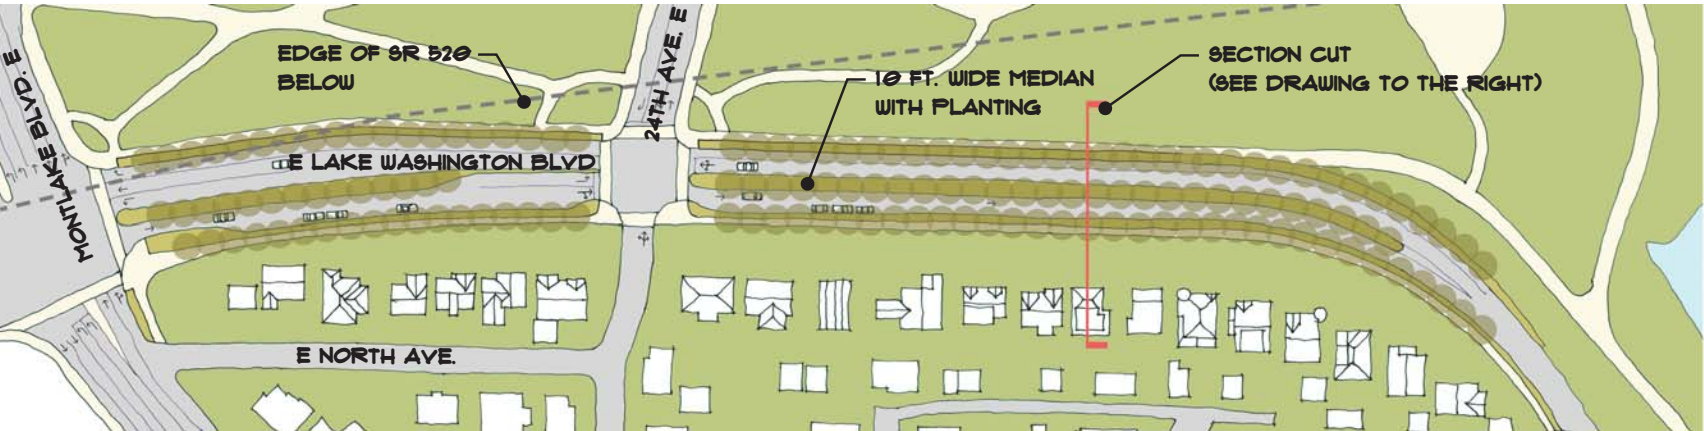 MONTLAKE BLVD. E
EDGE OF SR 520
BELOW
24TH AVE. E
10 FT. WIDE MEDIAN
WITH PLANTING
SECTION CUT
(SEE DRAWING TO THE RIGHT)
E LAKE WASHINGTON BLVD
E NORTH AVE.